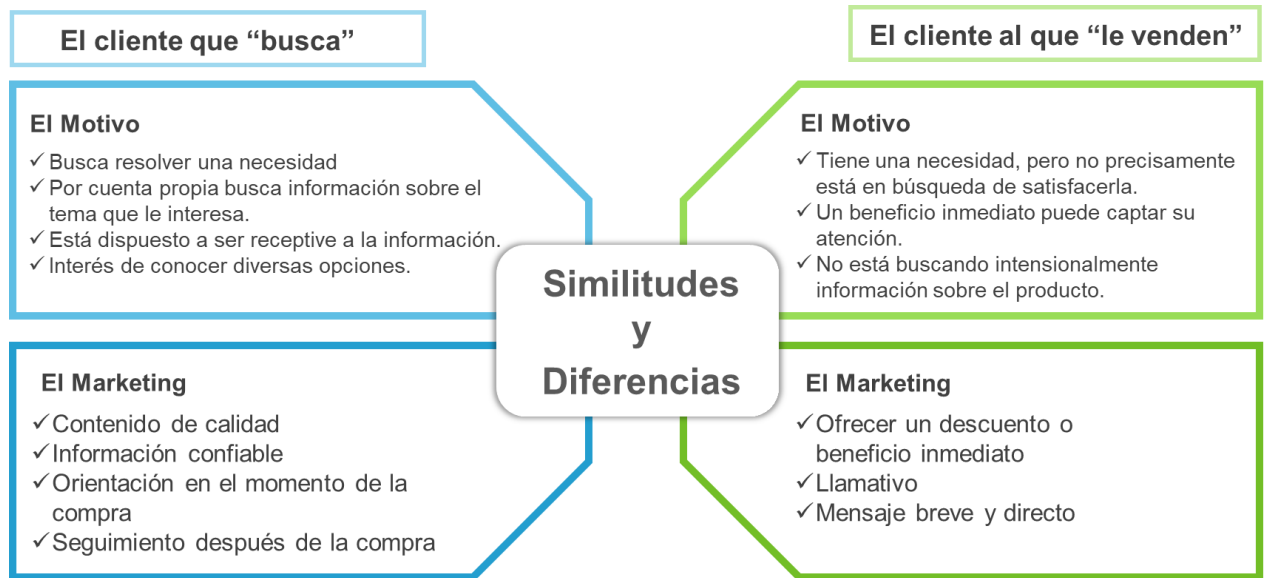 El cliente que “busca”
El Motivo
✓ Busca resolver una necesidad
✓ Por cuenta propia busca información sobre el
tema que le interesa.
✓ Está dispuesto a ser receptive a la información.
✓ Interés de conocer diversas opciones.
El cliente al que “le venden”
El Motivo
✓ Tiene una necesidad, pero no precisamente
está en búsqueda de satisfacerla.
✓ Un beneficio inmediato puede captar su
atención.
✓ No está buscando intensionalmente
información sobre el producto.
Similitudes
y
Diferencias
El Marketing
✓ Contenido de calidad
✓ Información confiable
✓ Orientación en el momento de la
compra
✓ Seguimiento después de la compra
El Marketing
✓ Ofrecer un descuento o
beneficio inmediato
✓ Llamativo
✓ Mensaje breve y directo